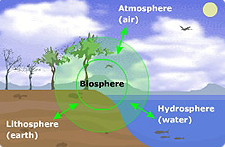 Atmosphere
(air)
Biosphere
Lithosphere
(earth)
Hydrosphere
(water)